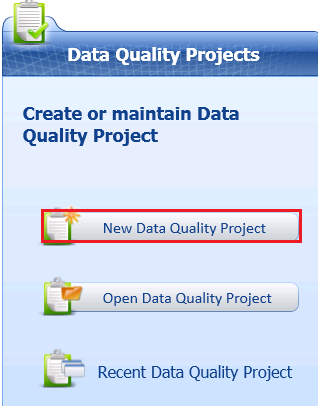 Data Quality Projects
Create or maintain Data
Quality Project
New Data Quality Project
Open Data Quality Project
Recent Data Quality Project